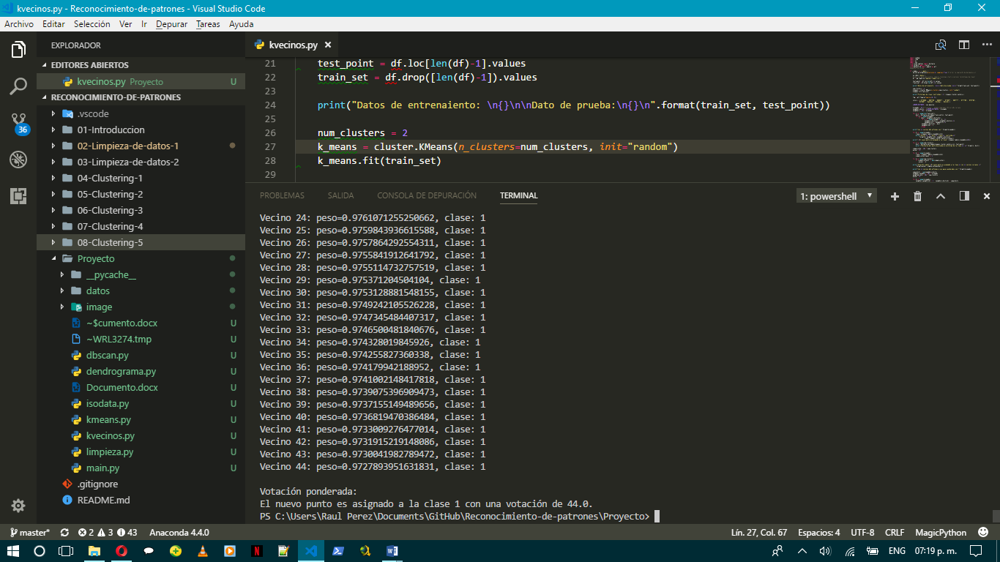 kvecinos.py - Reconocimiento-de-patrones - Visual Studio Code
Archivo Editar Selección Ver Ir Depurar Tareas Ayuda
EXPLORADOR
EDITORES ABIERTOS
kvecinos.py Proyecto U
RECONOCIMIENTO-DE-PATRONES
.vscode
01-Introduccion
02-Limpieza-de-datos-1
03-Limpieza-de-datos-2
04-Clustering-1
05-Clustering-2
06-Clustering-3
07-Clustering-4
08-Clustering-5
Proyecto
__pycache__
datos
image
~$cumento.docx U
~WRL3274.tmp U
dbscan.py U
dendrograma.py U
Documento.docx U
isodata.py U
kmeans.py U
kvecinos.py U
limpieza.py U
main.py U
.gitignore
README.md
36
kvecinos.py
21 test_point = df.loc[len(df)-1].values
22 train_set = df.drop([len(df)-1]).values
23
24 print("Datos de entrenaiento: \n{}\n\nDato de prueba:\n{}\n".format(train_set, test_point))
25
26 num_clusters = 2
27 k_means = cluster.KMeans(n_clusters=num_clusters, init="random")
28 k_means.fit(train_set)
29
PROBLEMAS SALIDA CONSOLA DE DEPURACIÓN TERMINAL 1: powershell
Vecino 24: peso=0.9761071255250662, clase: 1
Vecino 25: peso=0.9759843936615588, clase: 1
Vecino 26: peso=0.9757864292554311, clase: 1
Vecino 27: peso=0.9755841912641792, clase: 1
Vecino 28: peso=0.9755114732757519, clase: 1
Vecino 29: peso=0.975371204504104, clase: 1
Vecino 30: peso=0.9753128881548155, clase: 1
Vecino 31: peso=0.9749242105526228, clase: 1
Vecino 32: peso=0.9747345484407317, clase: 1
Vecino 33: peso=0.9746500481840676, clase: 1
Vecino 34: peso=0.974328019845926, clase: 1
Vecino 35: peso=0.974255827360338, clase: 1
Vecino 36: peso=0.974179942188952, clase: 1
Vecino 37: peso=0.9741002148417818, clase: 1
Vecino 38: peso=0.9739075396909473, clase: 1
Vecino 39: peso=0.9737155149489656, clase: 1
Vecino 40: peso=0.9736819470386484, clase: 1
Vecino 41: peso=0.9733009276477014, clase: 1
Vecino 42: peso=0.9731915219148086, clase: 1
Vecino 43: peso=0.9730041982789472, clase: 1
Vecino 44: peso=0.9727893951631831, clase: 1
Votación ponderada:
El nuevo punto es asignado a la clase 1 con una votación de 44.0.
PS C:\Users\Raul Perez\Documents\GitHub\Reconocimiento-de-patrones\Proyecto>
master* 2 3 43 Anaconda 4.4.0 Lín. 27, Col. 67 Espacios: 4 UTF-8 CRLF MagicPython
ENG 07:19 p. m.